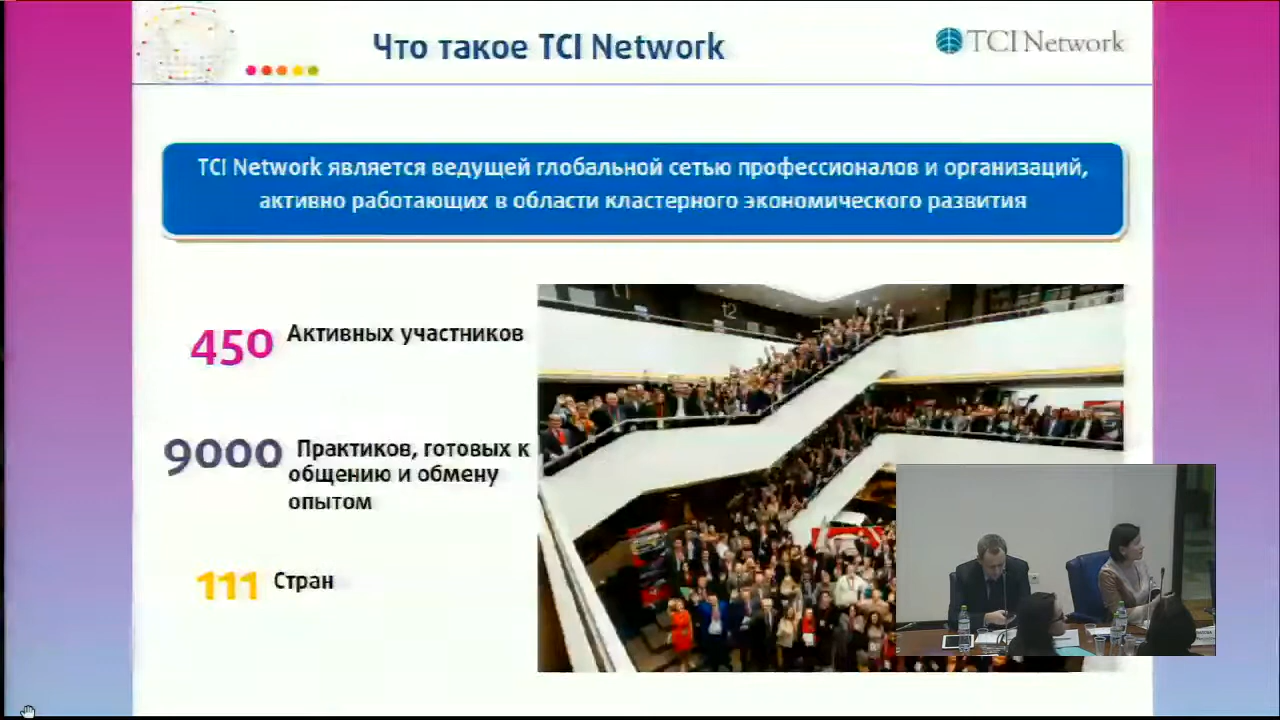 Что такое TCI Network
TCI Network
TCI Network является ведущей глобальной сетью профессионалов и организаций,
активно работающих в области кластерного экономического развития
450 Активных участников
9000 Практиков, готовых к
общению и обмену
опытом
111 Стран
t2